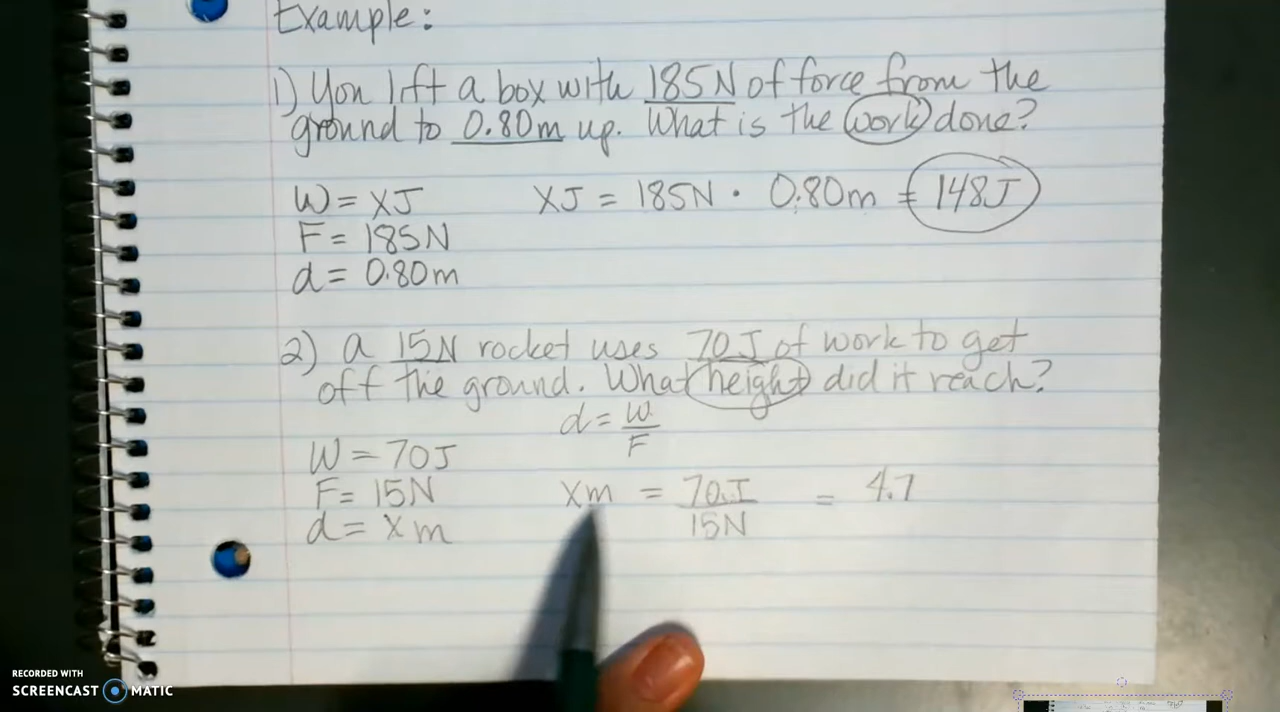 Example:
1) You lift a box with 185N of force from the
ground to 0.80m up. What is the work done?
W = XJ
F = 185N
d = 0.80m
XJ = 185N · 0.80m = 148J
2) a 15N rocket uses 70J of work to get
off the ground. What height did it reach?
d = W/F
W = 70J
F = 15N
d = x m
xm = 70J/15N = 4.7
RECORDED WITH
SCREENCAST MATIC